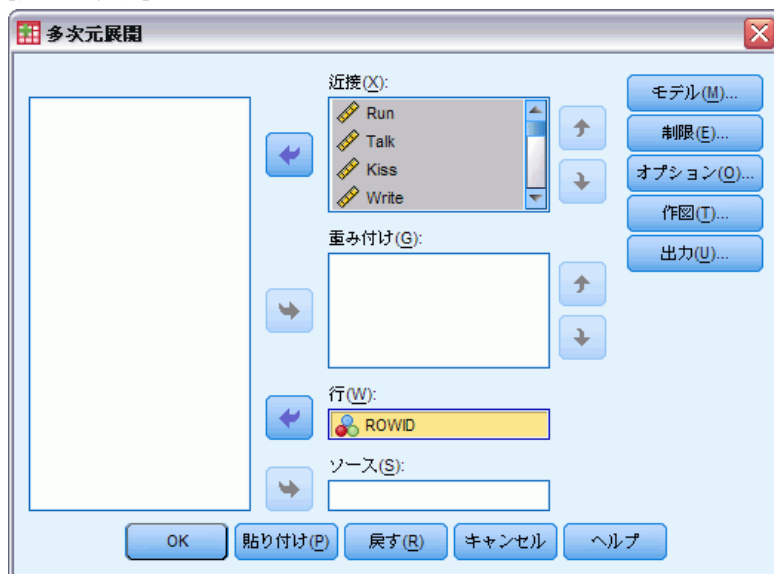 多次元展開
近接(X):
Run
Talk
Kiss
Write
重み付け(G):
行(W):
ROWID
ソース(S):
モデル(M)...
制限(E)...
オプション(O)...
作図(T)...
出力(U)...
OK
貼り付け(P)
戻す(R)
キャンセル
ヘルプ